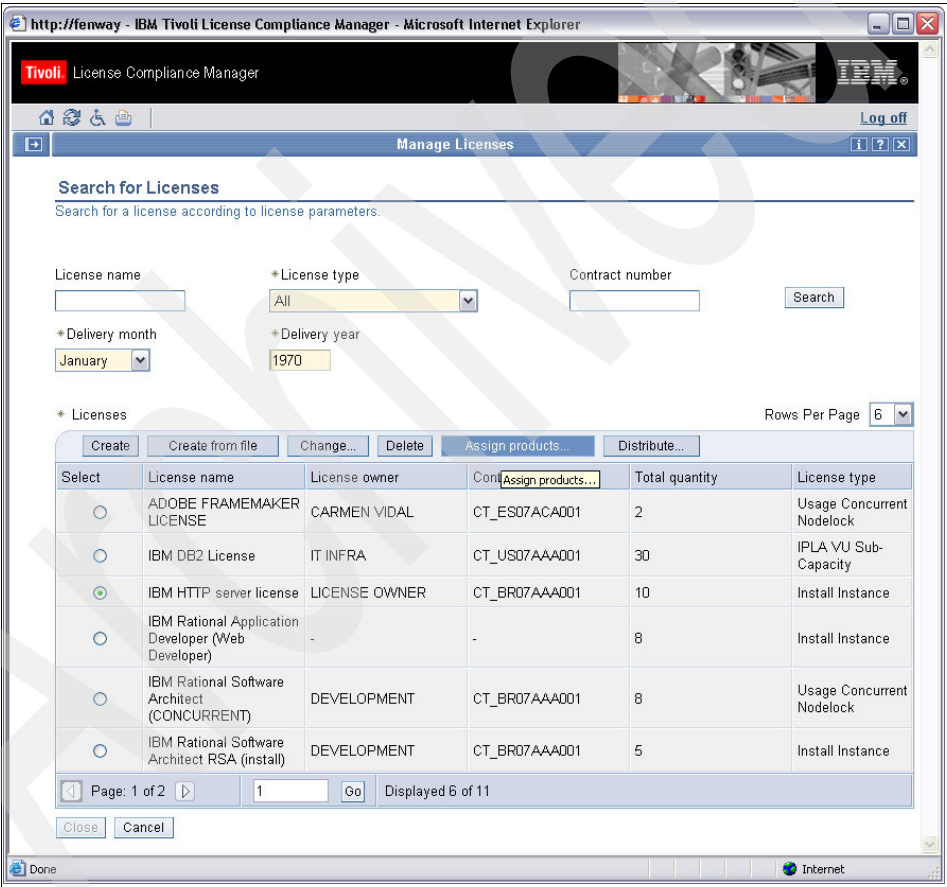 http://fenway - IBM Tivoli License Compliance Manager - Microsoft Internet Explorer
Tivoli. License Compliance Manager
IBM.
Log off
Manage Licenses
i ? X
Search for Licenses
Search for a license according to license parameters.
License name *License type Contract number
All Search
*Delivery month *Delivery year
January 1970
* Licenses Rows Per Page 6
Create Create from file Change... Delete Assign products... Distribute...
Select License name License owner Cont Assign products... Total quantity License type
ADOBE FRAMEMAKER Usage Concurrent
LICENSE CARMEN VIDAL CT_ES07ACA001 2 Nodelock
IBM DB2 License IT INFRA CT_US07AAA001 30 IPLA VU Sub-
Capacity
IBM HTTP server license LICENSE OWNER CT_BR07AAA001 10 Install Instance
IBM Rational Application
Developer (Web - - 8 Install Instance
Developer)
IBM Rational Software Usage Concurrent
Architect DEVELOPMENT CT_BR07AAA001 8 Nodelock
(CONCURRENT)
IBM Rational Software
Architect RSA (install) DEVELOPMENT CT_BR07AAA001 5 Install Instance
Page: 1 of 2 1 Go Displayed 6 of 11
Close Cancel
Done Internet